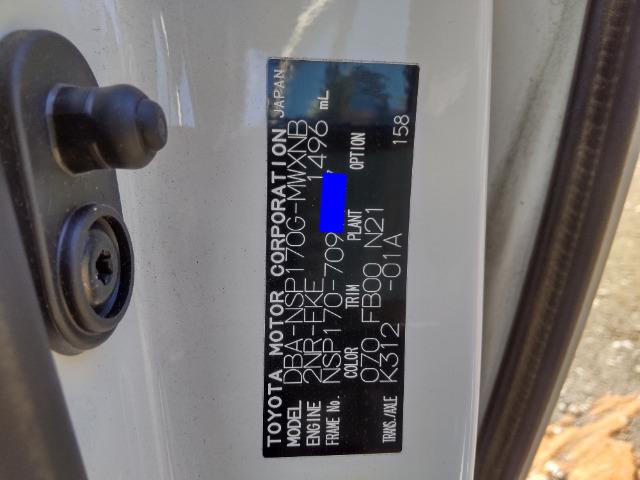 TOYOTA MOTOR CORPORATION JAPAN
MODEL DBA-NSP170G-MWXNB
ENGINE 2NR-FKE 1496 mL
FRAME No. NSP170-709
COLOR TRIM PLANT OPTION
070 FB00 N21 158
TRANS./AXLE K312 -01A